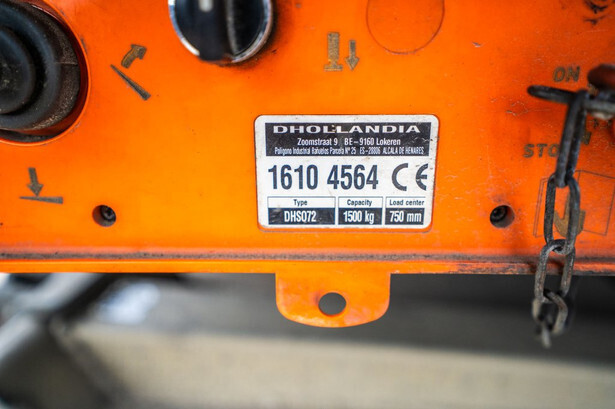 DHOLLANDIA
Zoomstraat 9 BE-9160 Lokeren
Polígono Industrial Bañuelos Parcela Nº 25 ES-28806 ALCALA DE HENARES
1610 4564 CE
Type Capacity Load center
DHSO72 1500 kg 750 mm
ON